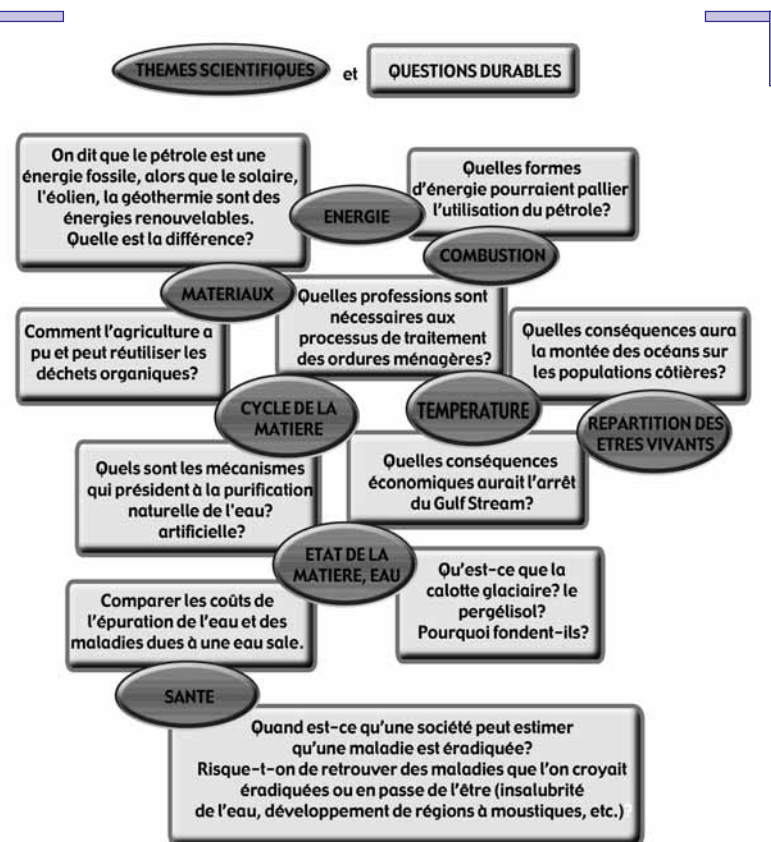 THEMES SCIENTIFIQUES
et
QUESTIONS DURABLES
On dit que le pétrole est une
énergie fossile, alors que le solaire,
l'éolien, la géothermie sont des
énergies renouvelables.
Quelle est la différence?
ENERGIE
Quelles formes
d'énergie pourraient pallier
l'utilisation du pétrole?
COMBUSTION
MATERIAUX
Quelles professions sont
nécessaires aux
processus de traitement
des ordures ménagères?
Comment l'agriculture a
pu et peut réutiliser les
déchets organiques?
Quelles conséquences aura
la montée des océans sur
les populations côtières?
CYCLE DE LA
MATIERE
TEMPERATURE
REPARTITION DES
ETRES VIVANTS
Quels sont les mécanismes
qui président à la purification
naturelle de l'eau?
artificielle?
Quelles conséquences
économiques aurait l'arrêt
du Gulf Stream?
ETAT DE LA
MATIERE, EAU
Qu'est-ce que la
calotte glaciaire? le
pergélisol?
Pourquoi fondent-ils?
Comparer les coûts de
l'épuration de l'eau et des
maladies dues à une eau sale.
SANTE
Quand est-ce qu'une société peut estimer
qu'une maladie est éradiquée?
Risque-t-on de retrouver des maladies que l'on croyait
éradiquées ou en passe de l'être (insalubrité
de l'eau, développement de régions à moustiques, etc.)?